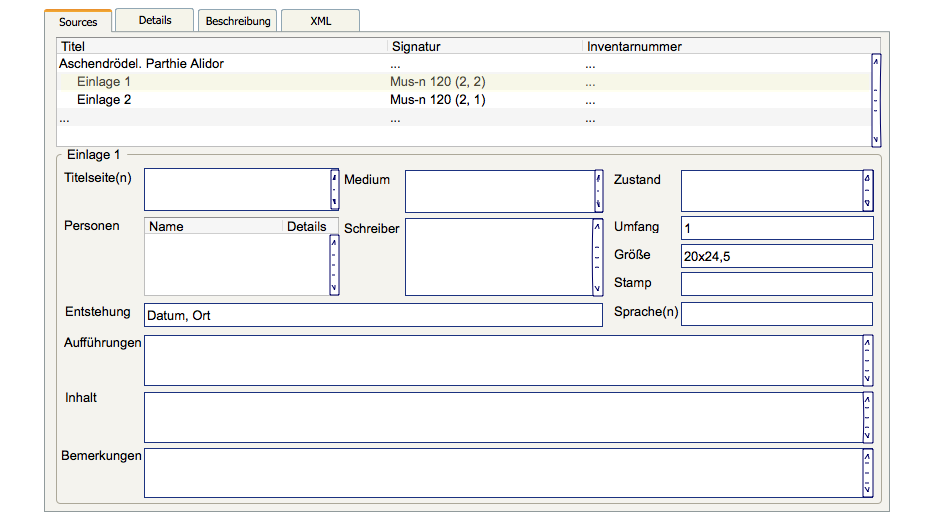 Sources Details Beschreibung XML
Titel Signatur Inventarnummer
Aschendrödel. Parthie Alidor ... ...
Einlage 1 Mus-n 120 (2, 2) ...
Einlage 2 Mus-n 120 (2, 1) ...
... ... ...
Einlage 1
Titelseite(n) Medium Zustand
Personen Name Details Schreiber Umfang 1
Größe 20x24,5
Stamp
Entstehung Datum, Ort Sprache(n)
Aufführungen
Inhalt
Bemerkungen